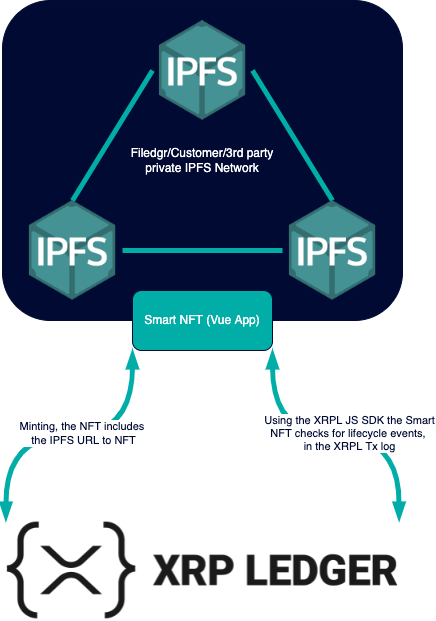 IPFS
Filedgr/Customer/3rd party
private IPFS Network
IPFS
IPFS
Smart NFT (Vue App)
Minting, the NFT includes
the IPFS URL to NFT
Using the XRPL JS SDK the Smart
NFT checks for lifecycle events,
in the XRPL Tx log
XRP LEDGER